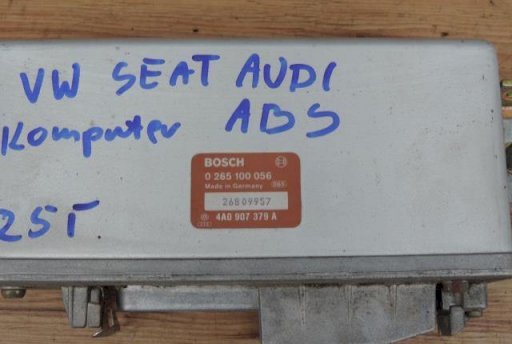 VW SEAT AUDI
Komputer ABS
BOSCH
0 265 100 056
Made in Germany
26809957
4A0 907 379 A
25T